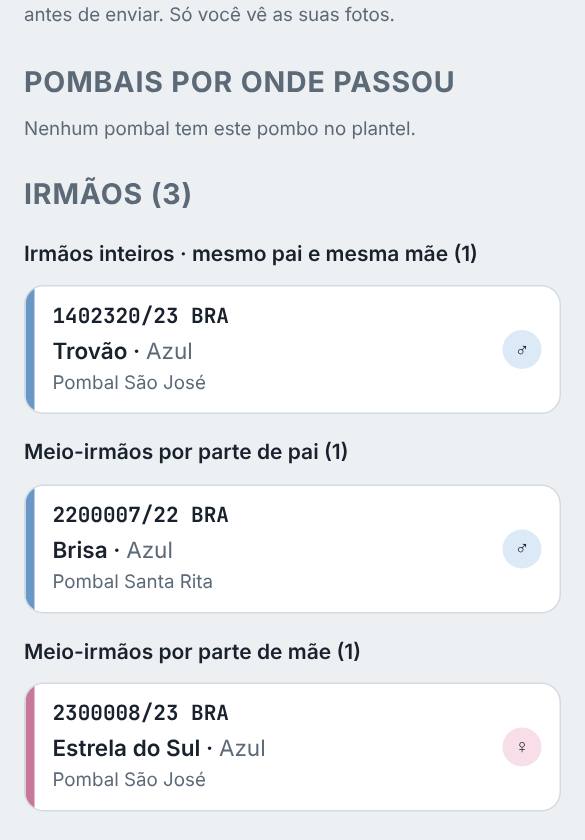 antes de enviar. Só você vê as suas fotos.
POMBAIS POR ONDE PASSOU
Nenhum pombal tem este pombo no plantel.
IRMÃOS (3)
Irmãos inteiros · mesmo pai e mesma mãe (1)
1402320/23 BRA
Trovão · Azul
♂
Pombal São José
Meio-irmãos por parte de pai (1)
2200007/22 BRA
Brisa · Azul
♂
Pombal Santa Rita
Meio-irmãos por parte de mãe (1)
2300008/23 BRA
Estrela do Sul · Azul
♀
Pombal São José